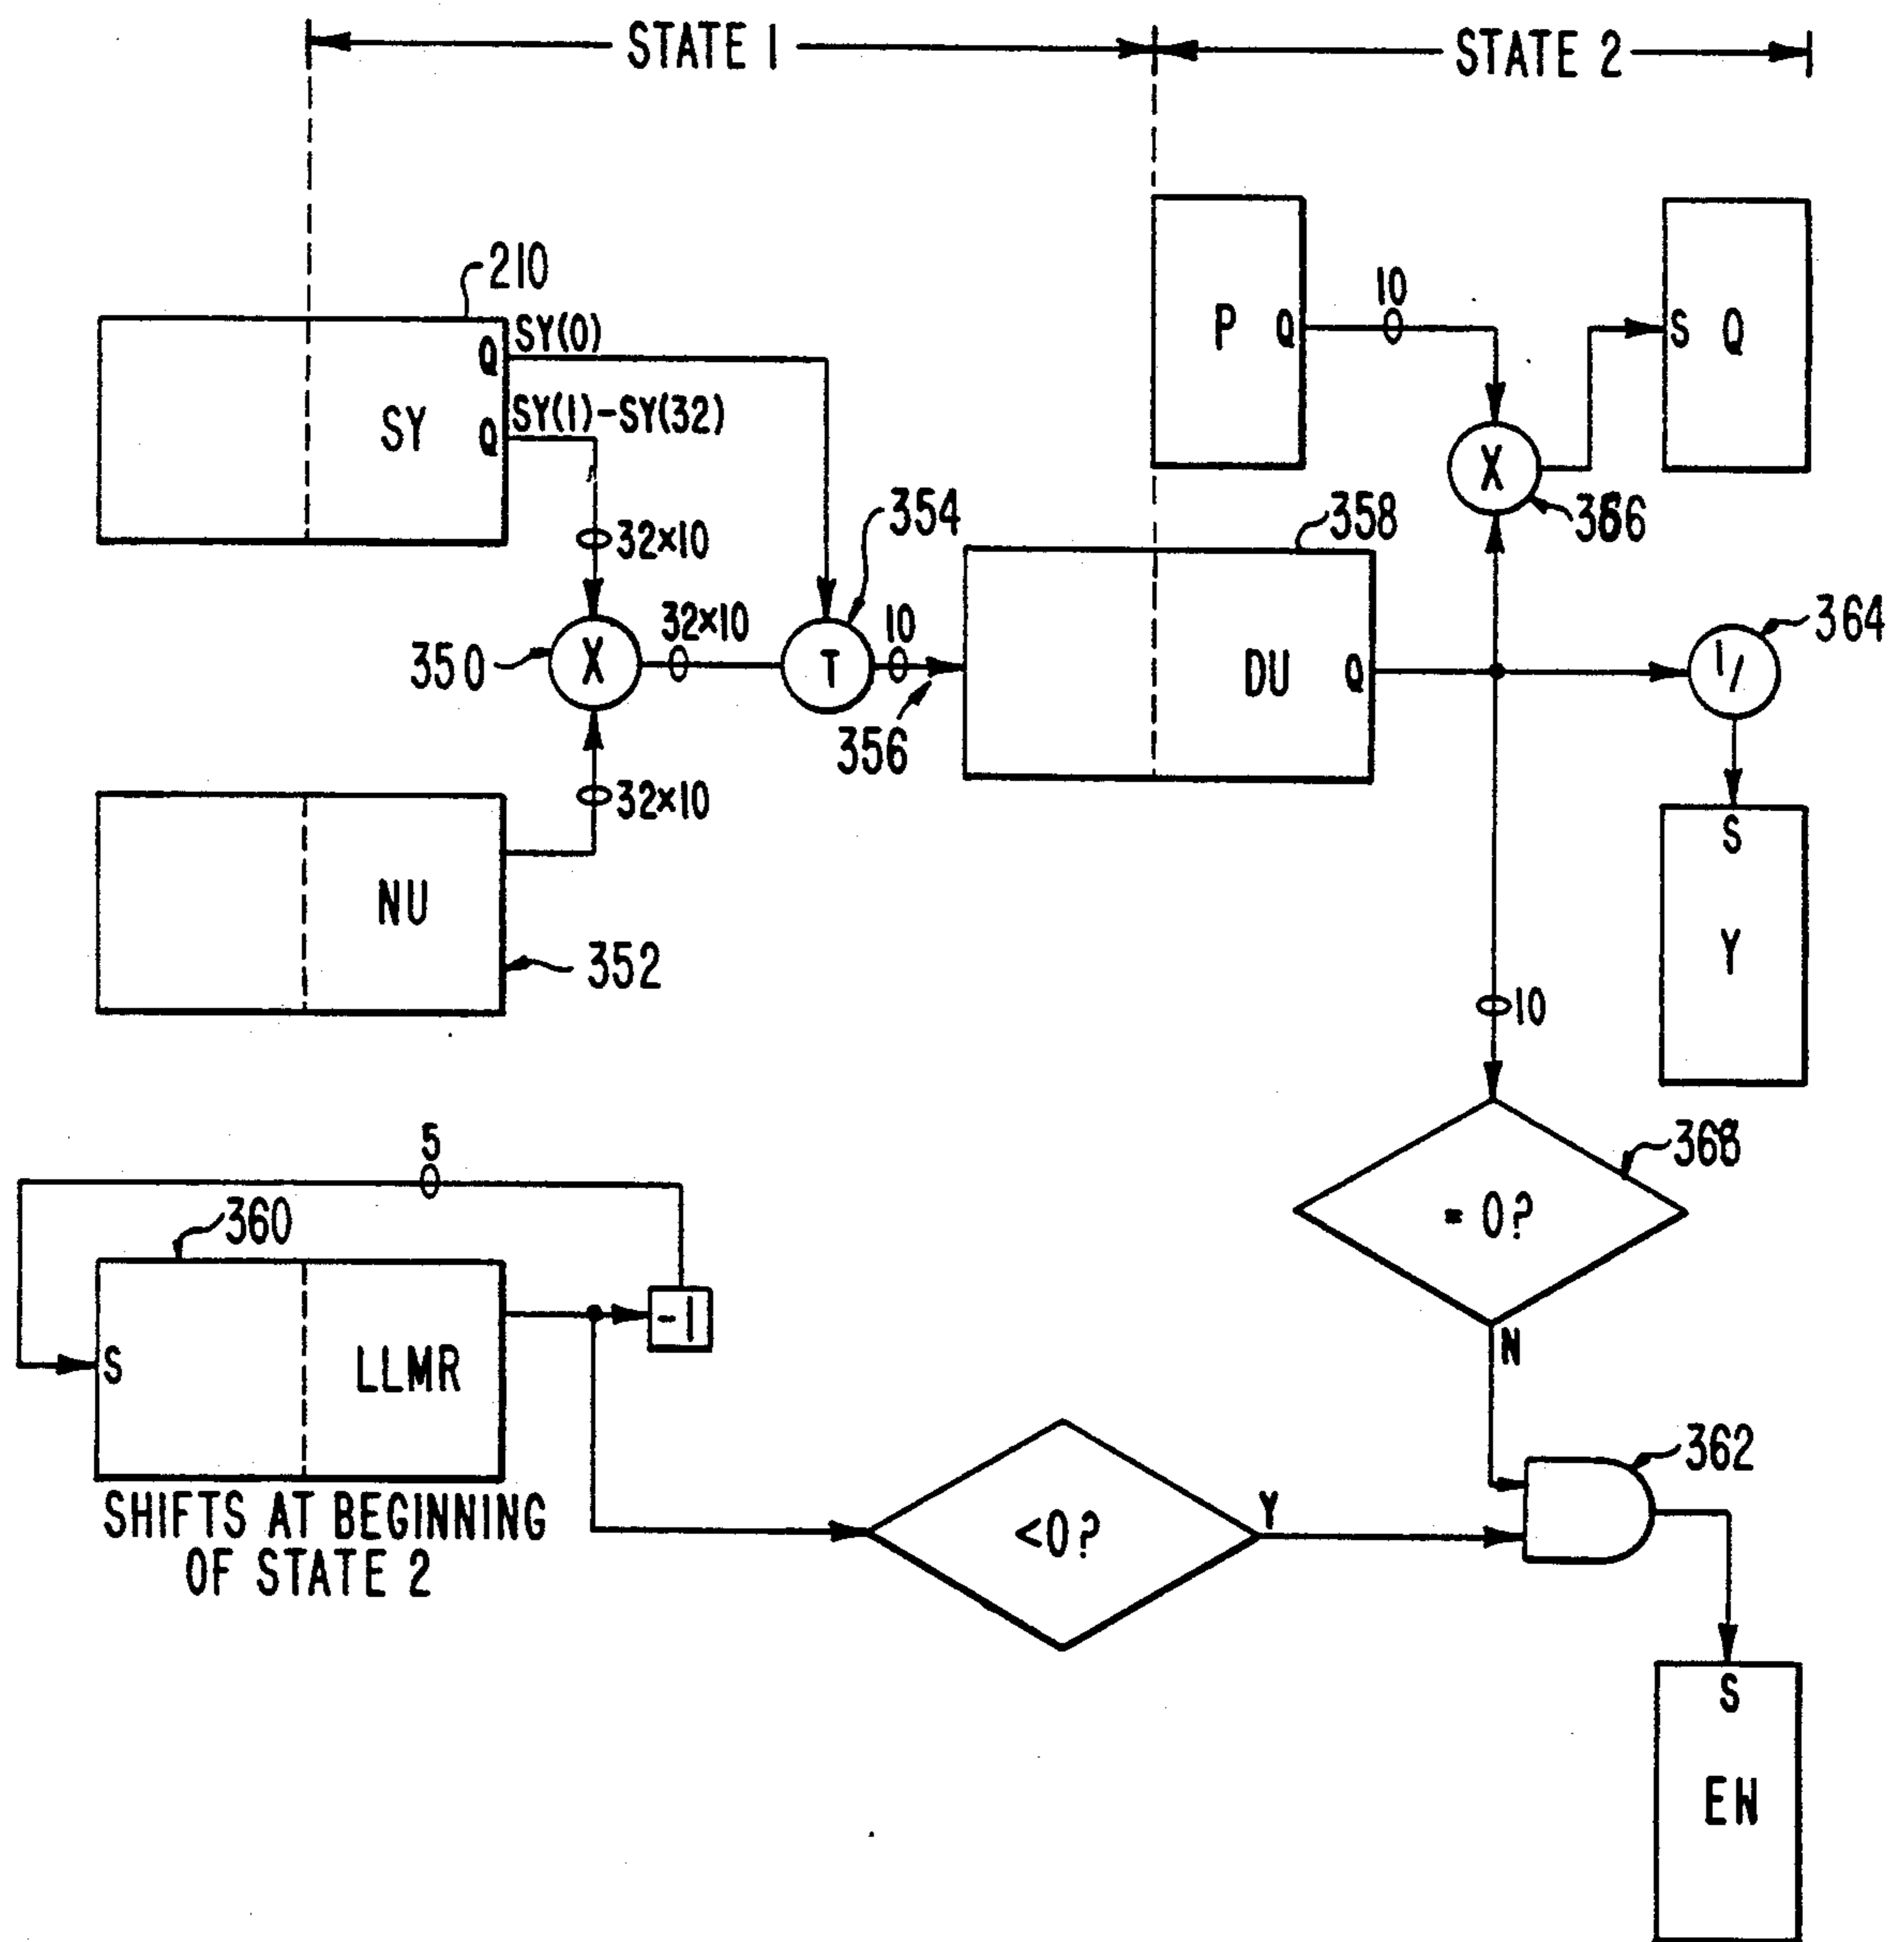 STATE 1
STATE 2
210
SY(0)
Q
SY(1)-SY(32)
SY
Q
32×10
P
Q
10
S
Q
X
366
354
358
350
X
32×10
T
10
356
DU
Q
364
1/
32×10
NU
352
S
Y
10
5
360
368
= 0?
-1
S
LLMR
N
SHIFTS AT BEGINNING
OF STATE 2
<0?
Y
362
S
EN